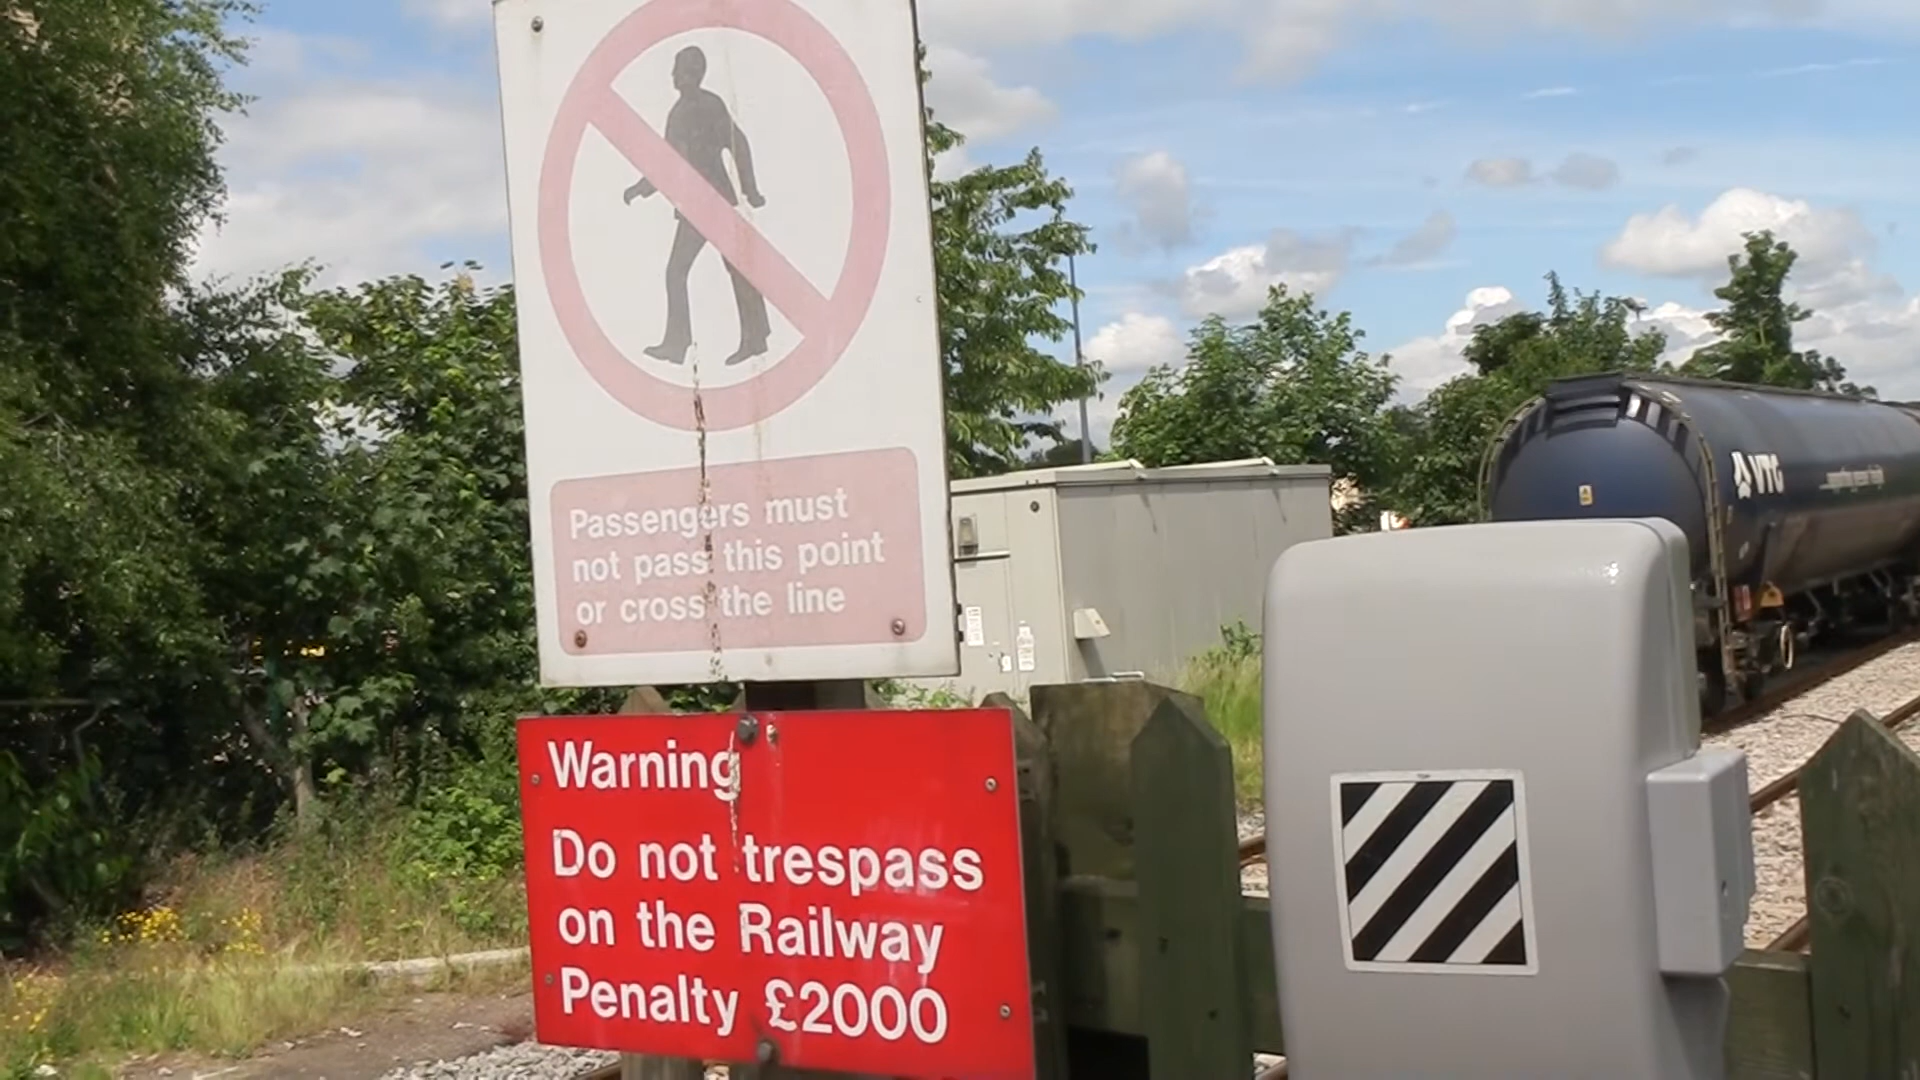 Passengers must
not pass this point
or cross the line
Warning
Do not trespass
on the Railway
Penalty £2000
VTG